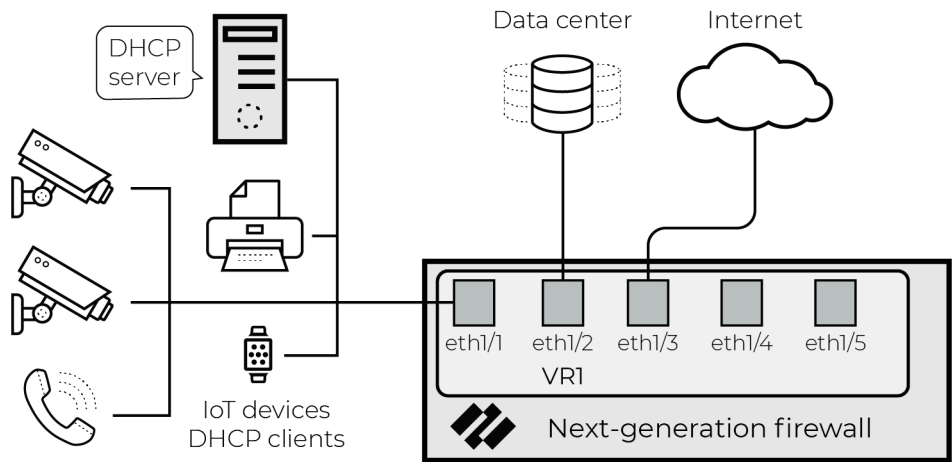 Data center
Internet
DHCP
server
eth1/1
eth1/2
eth1/3
eth1/4
eth1/5
VR1
IoT devices
DHCP clients
Next-generation firewall